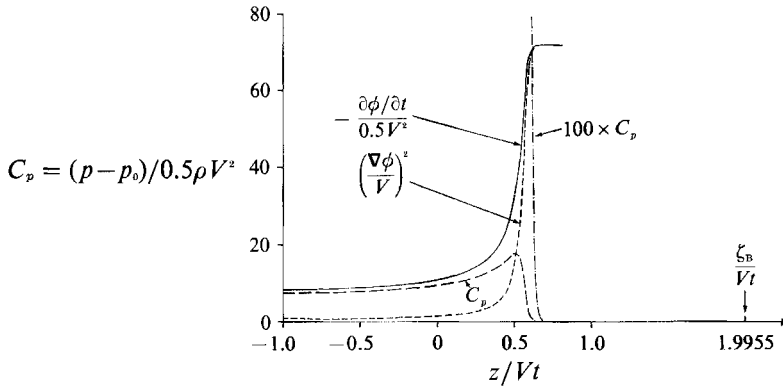 80
60
40
20
0
− ∂ϕ/∂t / 0.5V²
(∇ϕ / V)²
100 × C_p
C_p = (p−p₀)/0.5ρV²
C_p
ζ_B / Vt
−1.0 −0.5 0 0.5 1.0 1.9955
z/Vt